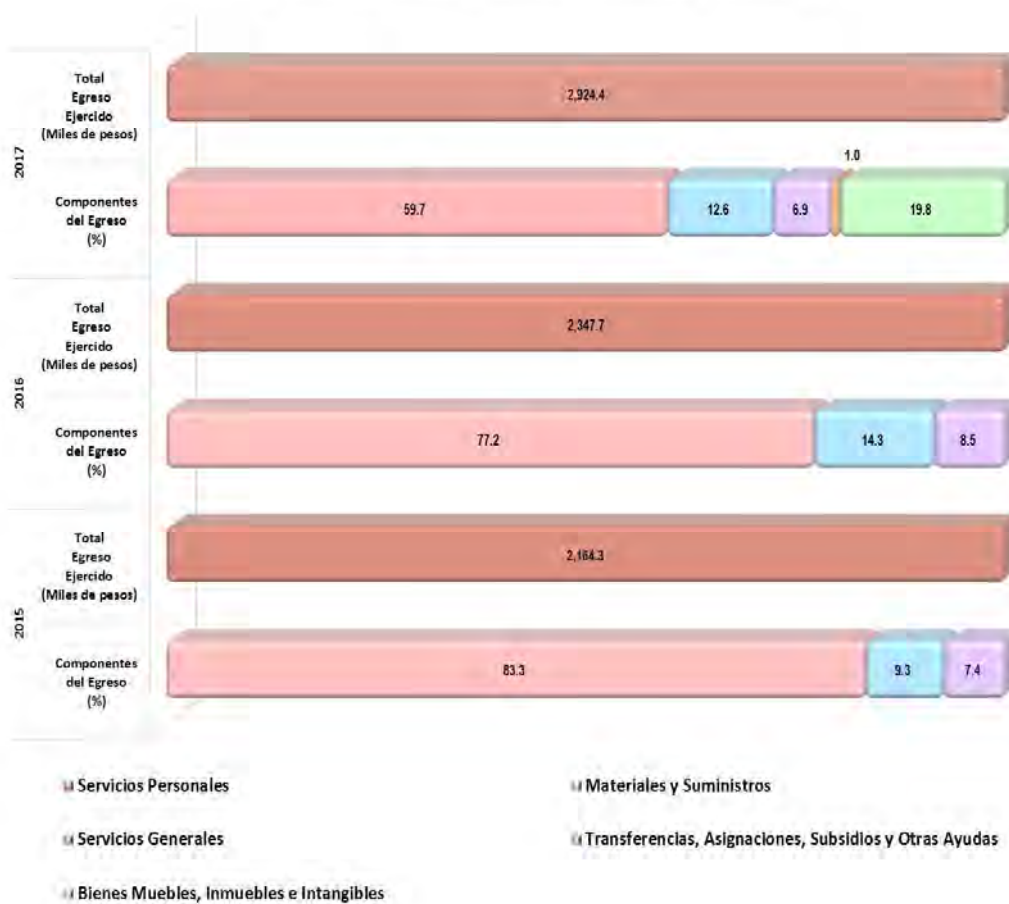 2017
Total
Egreso
Ejercido
(Miles de pesos)
2,924.4
1.0
Componentes
del Egreso
(%)
59.7
12.6
6.9
19.8
2016
Total
Egreso
Ejercido
(Miles de pesos)
2,347.7
Componentes
del Egreso
(%)
77.2
14.3
8.5
2015
Total
Egreso
Ejercido
(Miles de pesos)
2,164.3
Componentes
del Egreso
(%)
83.3
9.3
7.4
Servicios Personales
Materiales y Suministros
Servicios Generales
Transferencias, Asignaciones, Subsidios y Otras Ayudas
Bienes Muebles, Inmuebles e Intangibles